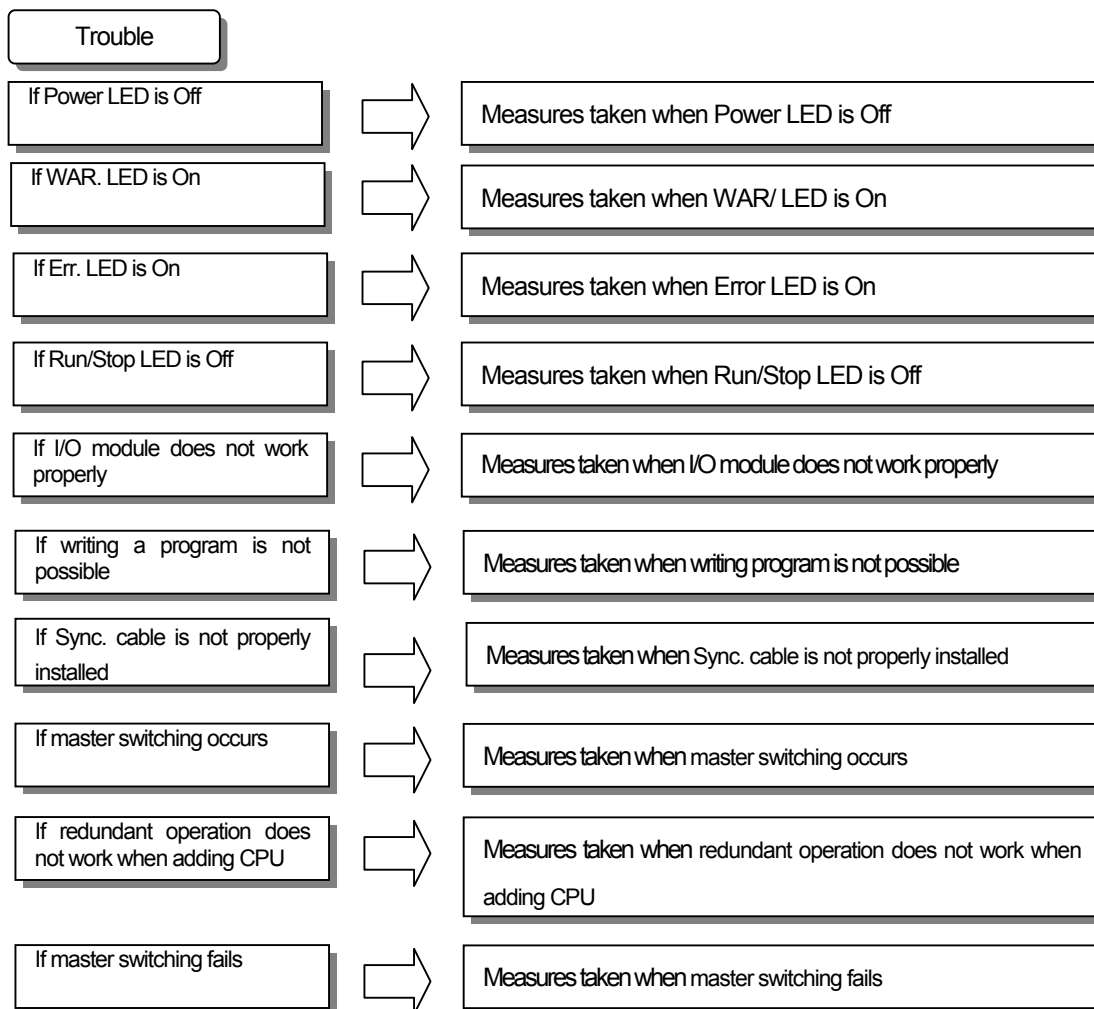 Trouble
If Power LED is Off
Measures taken when Power LED is Off
If WAR. LED is On
Measures taken when WAR/ LED is On
If Err. LED is On
Measures taken when Error LED is On
If Run/Stop LED is Off
Measures taken when Run/Stop LED is Off
If I/O module does not work
properly
Measures taken when I/O module does not work properly
If writing a program is not
possible
Measures taken when writing program is not possible
If Sync. cable is not properly
installed
Measures taken when Sync. cable is not properly installed
If master switching occurs
Measures taken when master switching occurs
If redundant operation does
not work when adding CPU
Measures taken when redundant operation does not work when
adding CPU
If master switching fails
Measures taken when master switching fails